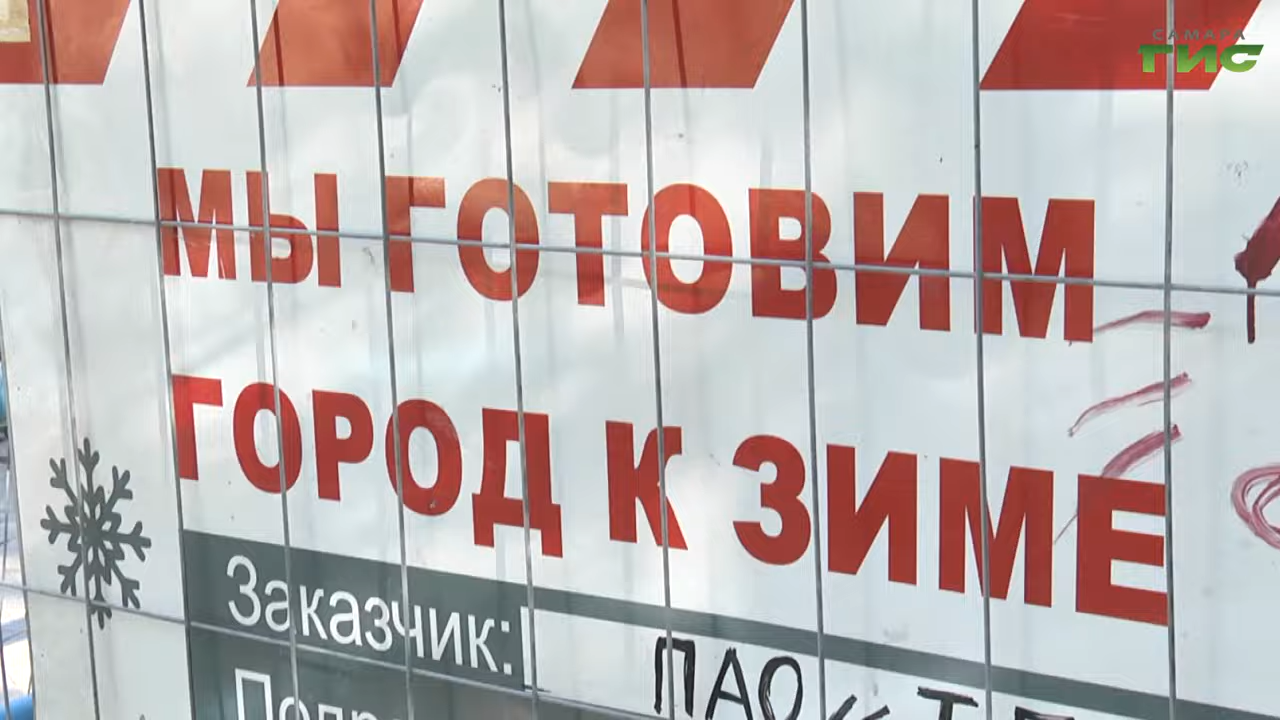 САМАРА
ГИС
МЫ ГОТОВИМ
ГОРОД К ЗИМЕ
Заказчик:
ПАО